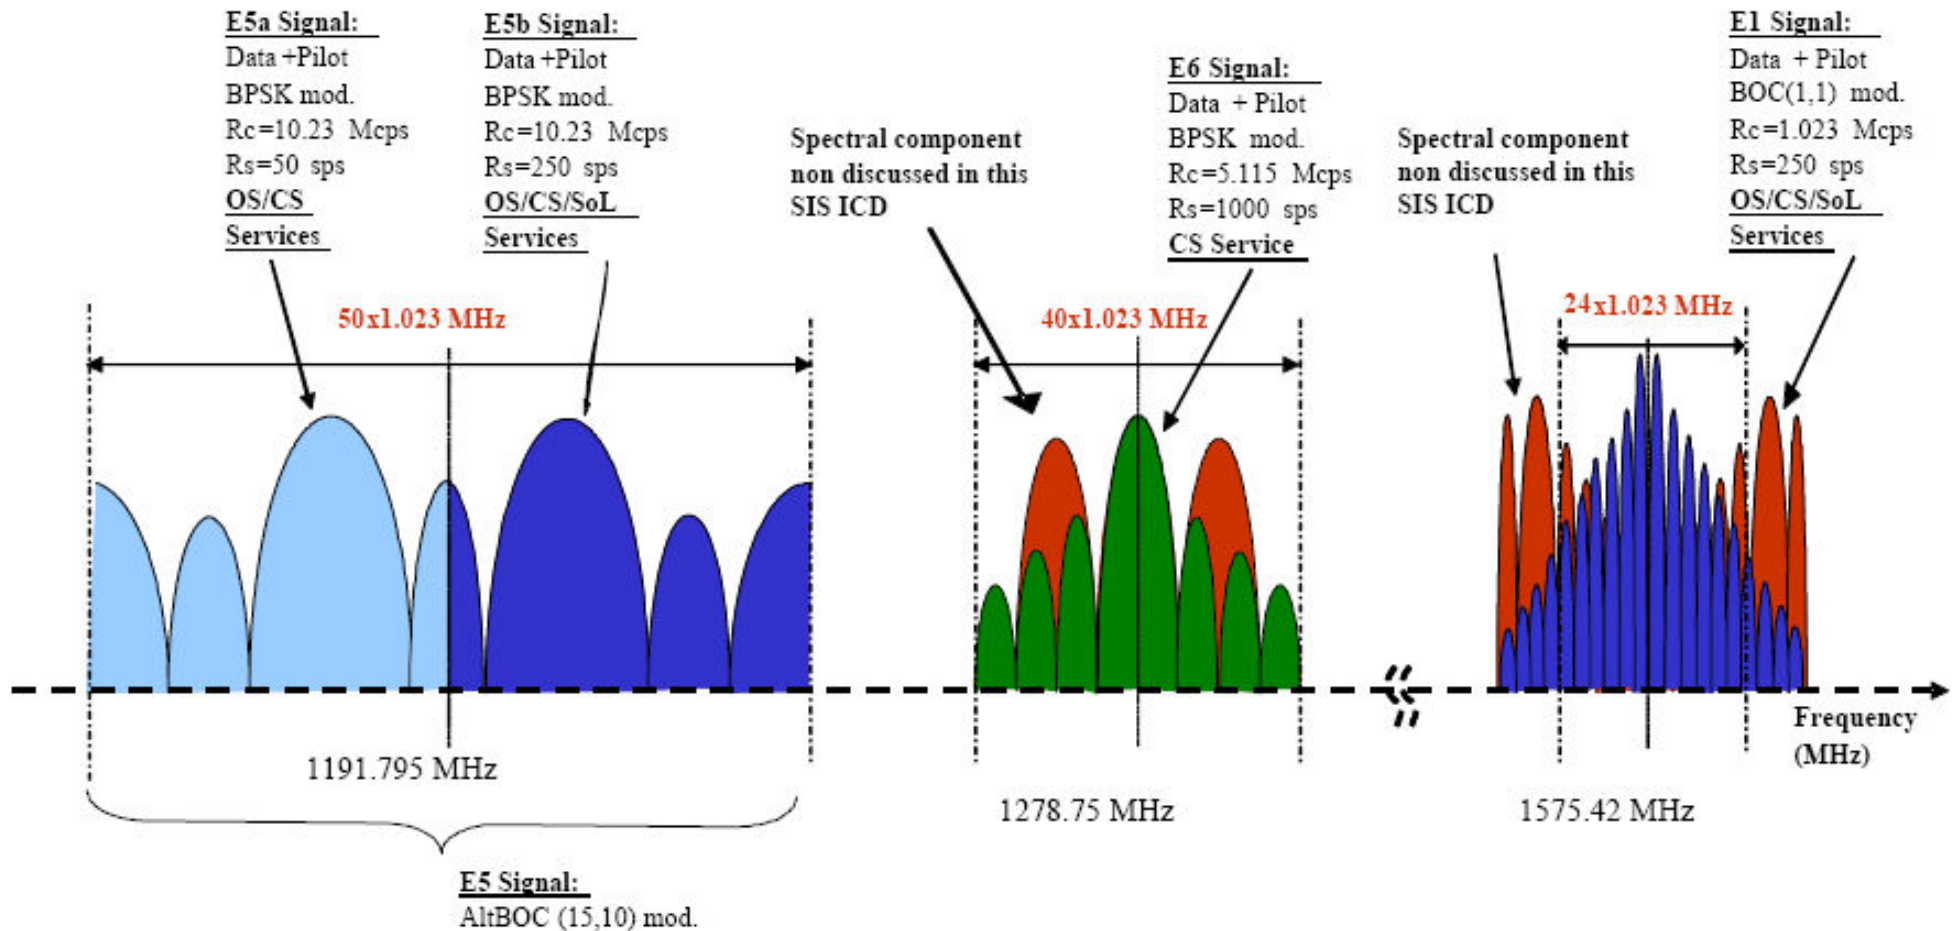 E5a Signal:
Data +Pilot
BPSK mod.
Rc=10.23 Mcps
Rs=50 sps
OS/CS
Services
E5b Signal:
Data +Pilot
BPSK mod.
Rc=10.23 Mcps
Rs=250 sps
OS/CS/SoL
Services
Spectral component
non discussed in this
SIS ICD
E6 Signal:
Data + Pilot
BPSK mod.
Rc=5.115 Mcps
Rs=1000 sps
CS Service
Spectral component
non discussed in this
SIS ICD
E1 Signal:
Data + Pilot
BOC(1,1) mod.
Rc=1.023 Mcps
Rs=250 sps
OS/CS/SoL
Services
50x1.023 MHz
40x1.023 MHz
24x1.023 MHz
Frequency
(MHz)
1191.795 MHz
1278.75 MHz
1575.42 MHz
E5 Signal:
AltBOC (15,10) mod.